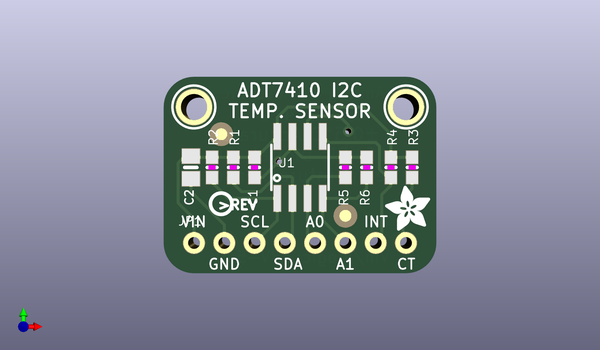 ADT7410 I2C
TEMP. SENSOR
R2 R1 R4 R3
U1
C2 R5 R6
REV
VIN SCL A0 INT
GND SDA A1 CT